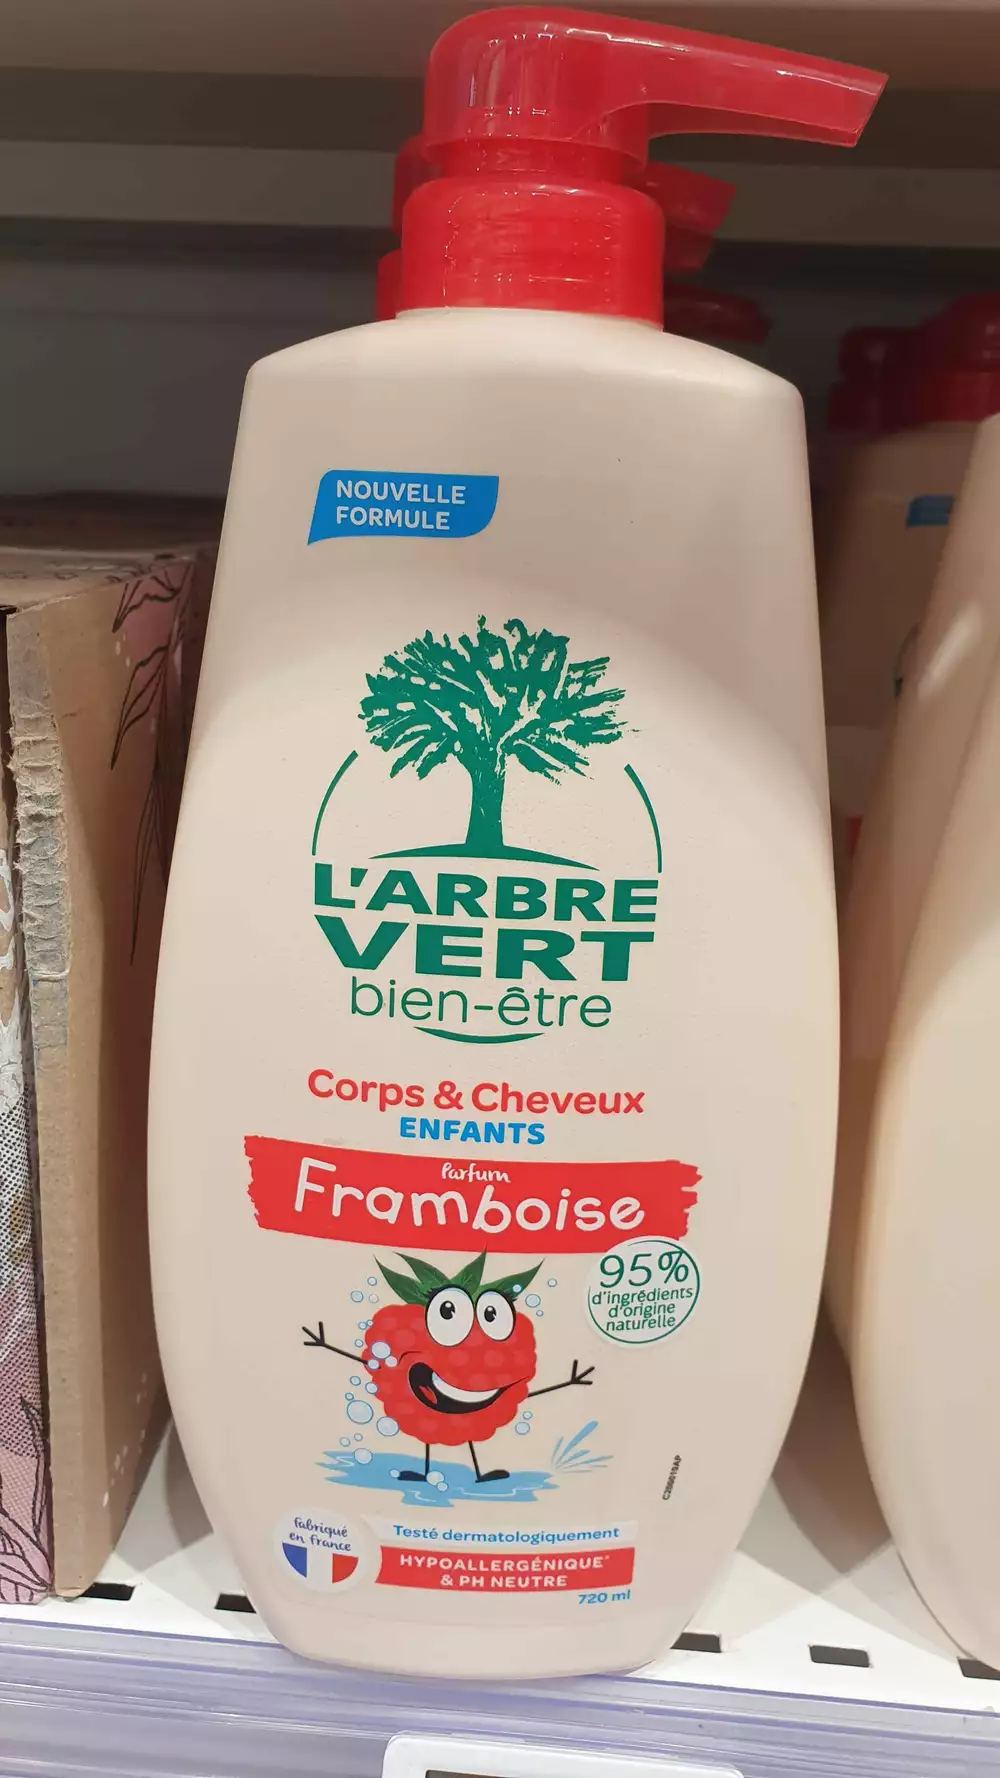 NOUVELLE
FORMULE
L'ARBRE
VERT
bien-être
Corps & Cheveux
ENFANTS
Parfum
Framboise
95%
d'ingrédients
d'origine
naturelle
fabriqué
en france
Testé dermatologiquement
HYPOALLERGÉNIQUE*
& PH NEUTRE
720 ml